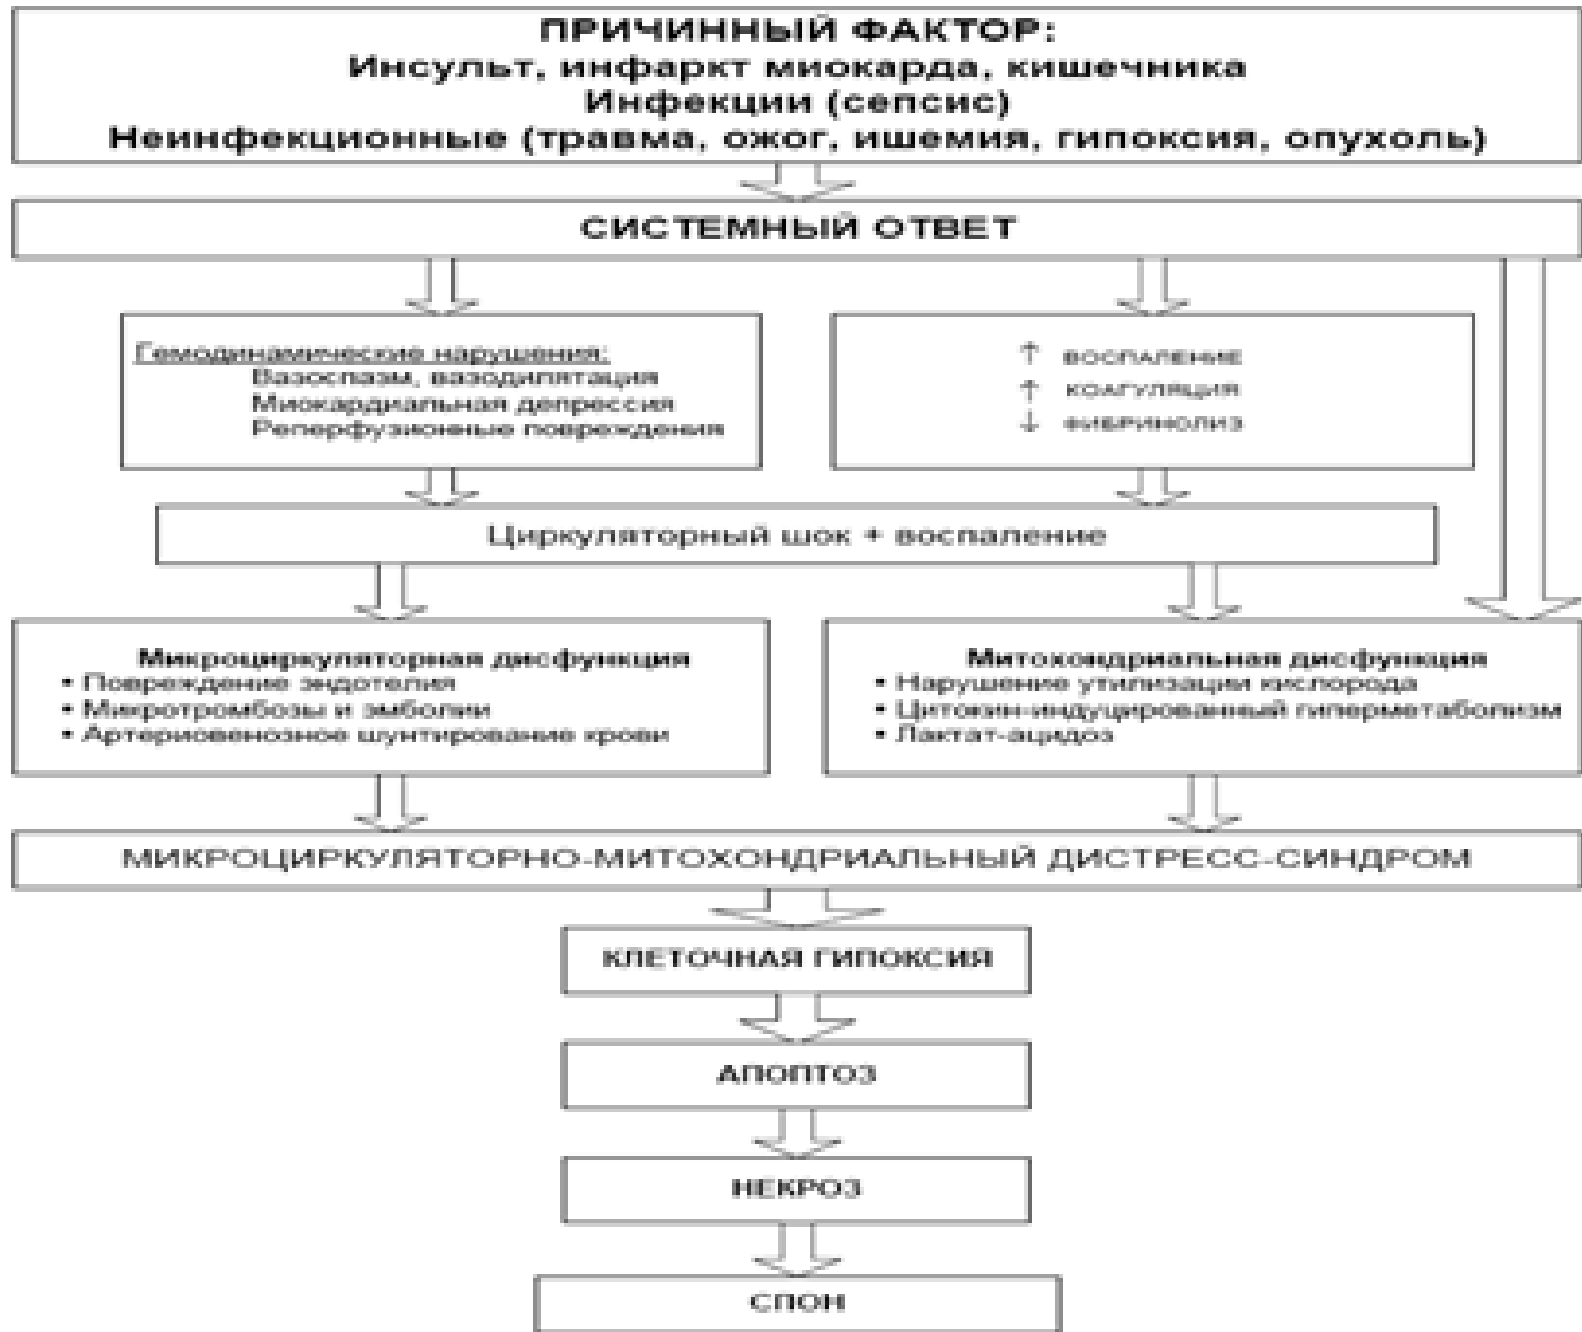 ПРИЧИННЫЙ ФАКТОР:
Инсульт, инфаркт миокарда, кишечника
Инфекции (сепсис)
Неинфекционные (травма, ожог, ишемия, гипоксия, опухоль)
СИСТЕМНЫЙ ОТВЕТ
Гемодинамические нарушения:
Вазоспазм, вазодилятация
Миокардиальная депрессия
Реперфузионные повреждения
↑ ВОСПАЛЕНИЕ
↑ КОАГУЛЯЦИЯ
↓ ФИБРИНОЛИЗ
Циркуляторный шок + воспаление
Микроциркуляторная дисфункция
• Повреждение эндотелия
• Микротромбозы и эмболии
• Артериовенозное шунтирование крови
Митохондриальная дисфункция
• Нарушение утилизации кислорода
• Цитокин-индуцированный гиперметаболизм
• Лактат-ацидоз
МИКРОЦИРКУЛЯТОРНО-МИТОХОНДРИАЛЬНЫЙ ДИСТРЕСС-СИНДРОМ
КЛЕТОЧНАЯ ГИПОКСИЯ
АПОПТОЗ
НЕКРОЗ
СПОН